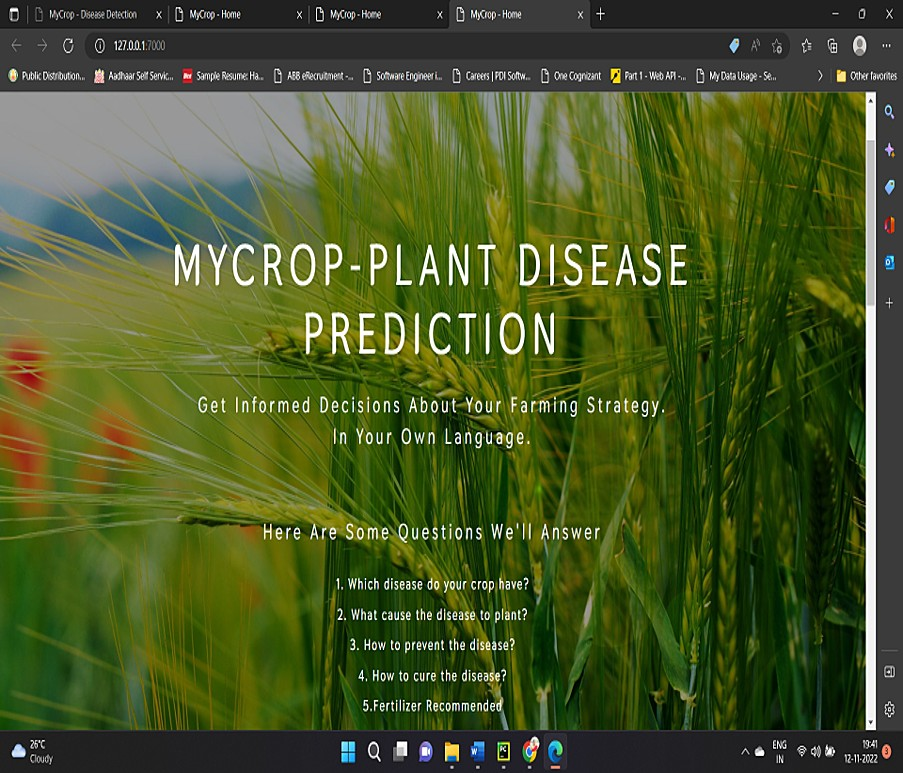 MyCrop - Disease Detection
MyCrop - Home
MyCrop - Home
MyCrop - Home
127.0.0.1:7000
Public Distribution...
Aadhaar Self Servic...
Sample Resume: Ha...
ABB eRecruitment -...
Software Engineer i...
Careers | PDI Softw...
One Cognizant
Part 1 - Web API -...
My Data Usage - Se...
Other favorites
MYCROP-PLANT DISEASE
PREDICTION
Get Informed Decisions About Your Farming Strategy.
In Your Own Language.
Here Are Some Questions We'll Answer
1. Which disease do your crop have?
2. What cause the disease to plant?
3. How to prevent the disease?
4. How to cure the disease?
5.Fertilizer Recommended
26°C
Cloudy
ENG
IN
19:41
12-11-2022
3